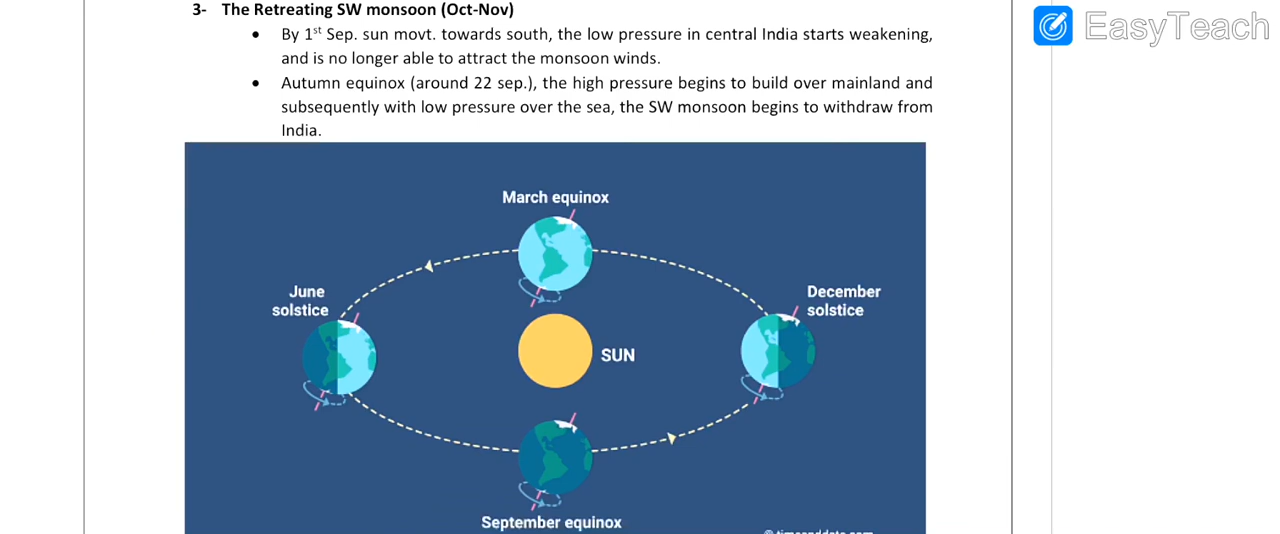 3- The Retreating SW monsoon (Oct-Nov)
• By 1st Sep. sun movt. towards south, the low pressure in central India starts weakening,
and is no longer able to attract the monsoon winds.
• Autumn equinox (around 22 sep.), the high pressure begins to build over mainland and
subsequently with low pressure over the sea, the SW monsoon begins to withdraw from
India.
EasyTeach
March equinox
June
solstice
December
solstice
SUN
September equinox
© timeanddate.com